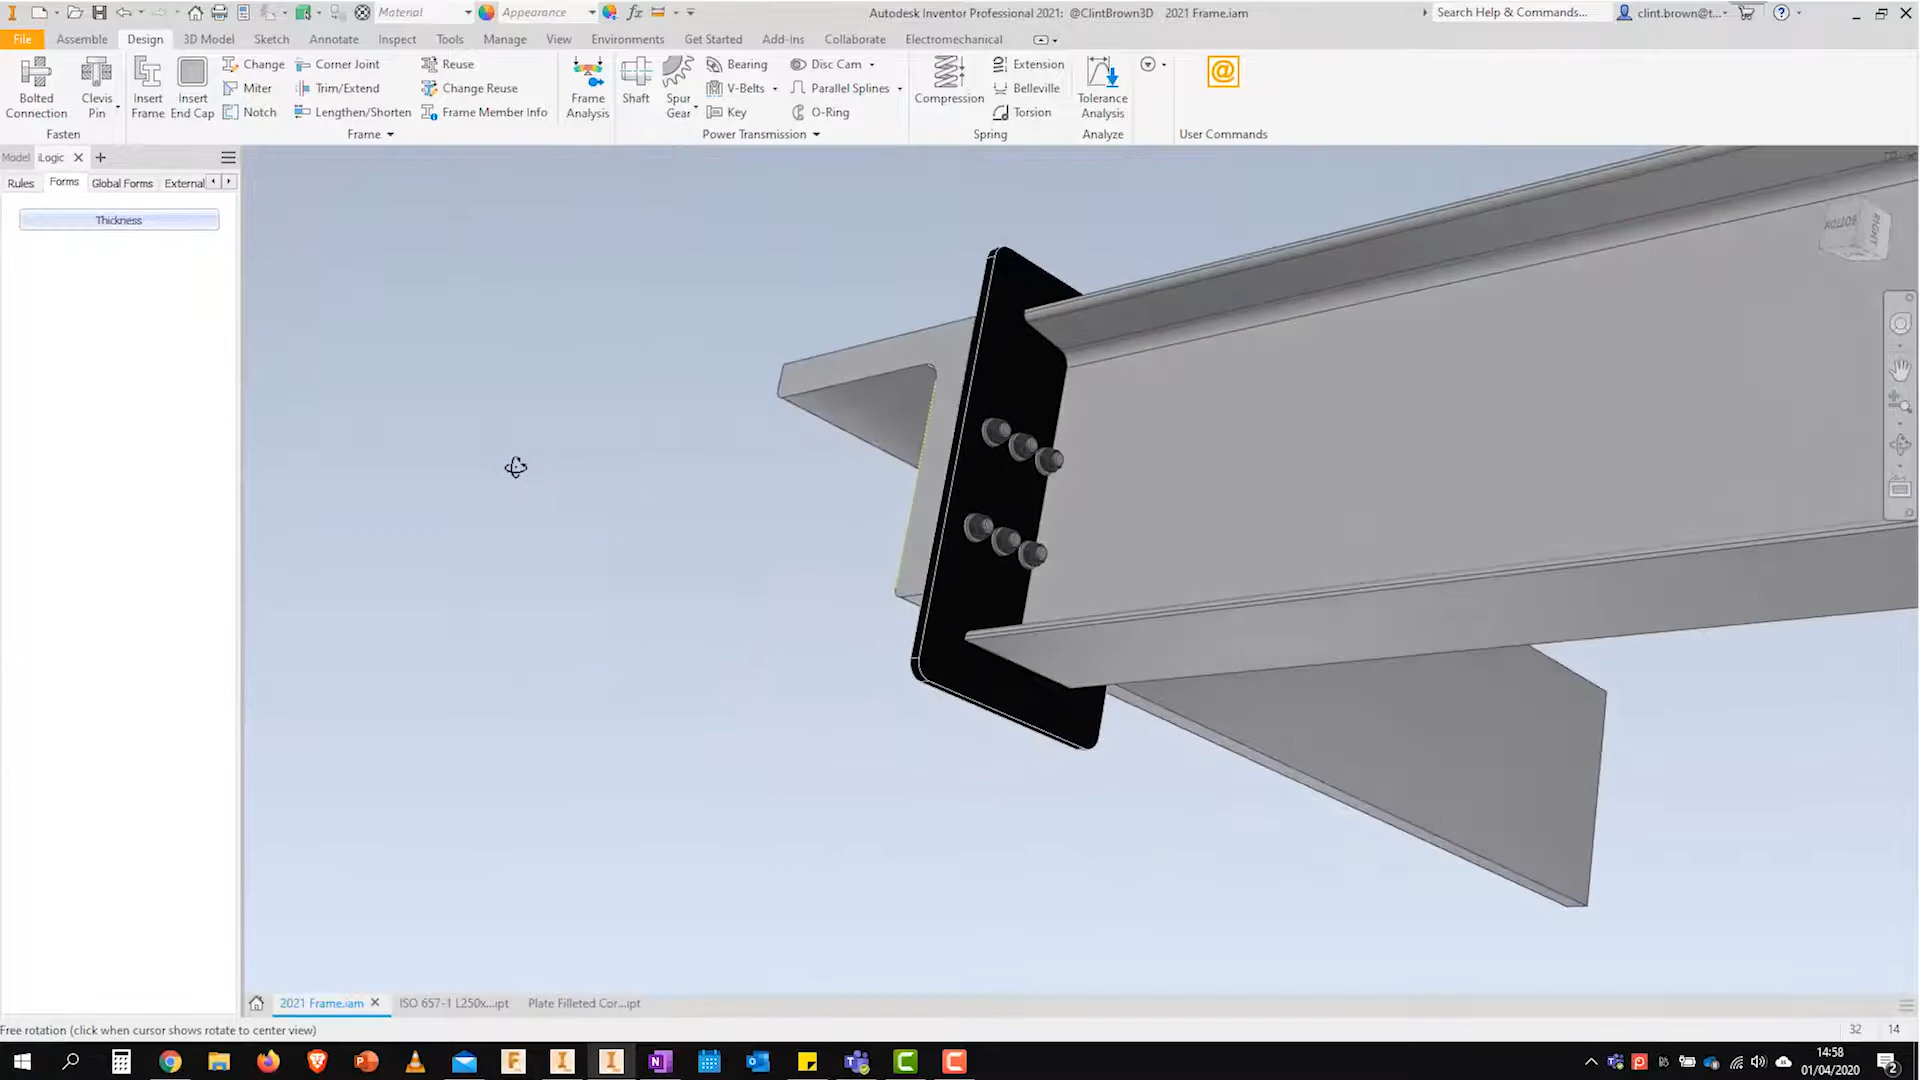 Material Appearance Autodesk Inventor Professional 2021: @ClintBrown3D 2021 Frame.iam Search Help & Commands... clint.brown@t...
File Assemble Design 3D Model Sketch Annotate Inspect Tools Manage View Environments Get Started Add-Ins Collaborate Electromechanical
Change Corner Joint Reuse Bearing Disc Cam Extension
Miter Trim/Extend Change Reuse V-Belts Parallel Splines Belleville
Bolted Connection Clevis Pin Insert Frame Insert End Cap Frame Analysis Shaft Spur Gear Compression Tolerance Analysis
Notch Lengthen/Shorten Frame Member Info Key O-Ring Torsion
Fasten Frame Power Transmission Spring Analyze User Commands
Model iLogic
Rules Forms Global Forms External
Thickness
BOTTOM RIGHT
2021 Frame.iam ISO 657-1 L250x...ipt Plate Filleted Cor...ipt
Free rotation (click when cursor shows rotate to center view) 32 14
14:58
01/04/2020
2